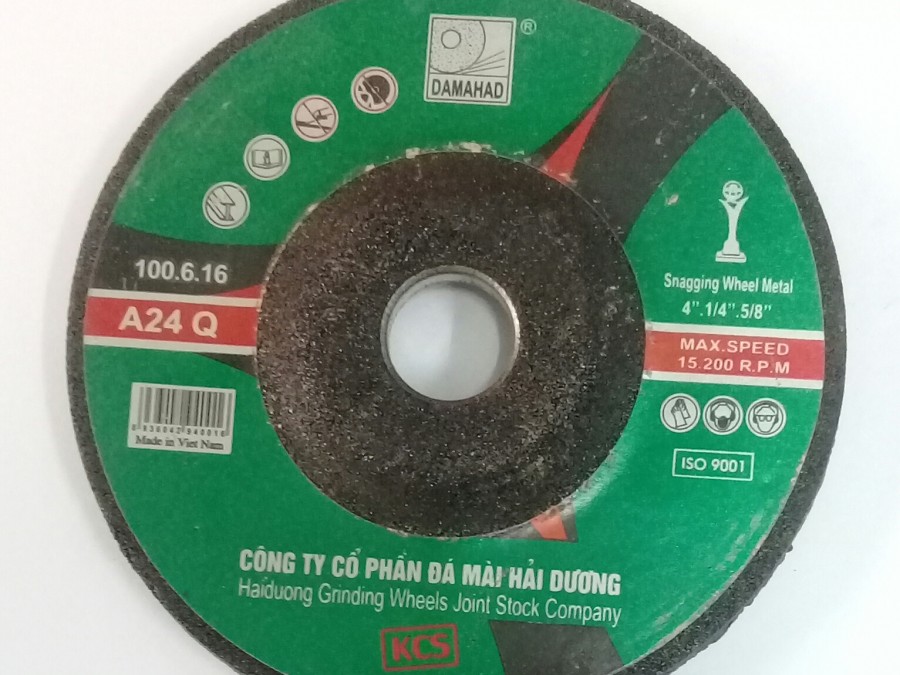 DAMAHAD
®
100.6.16
A24 Q
Snagging Wheel Metal
4".1/4".5/8"
MAX.SPEED
15.200 R.P.M
ISO 9001
Made in Viet Nam
CÔNG TY CỔ PHẦN ĐÁ MÀI HẢI DƯƠNG
Haiduong Grinding Wheels Joint Stock Company
KCS